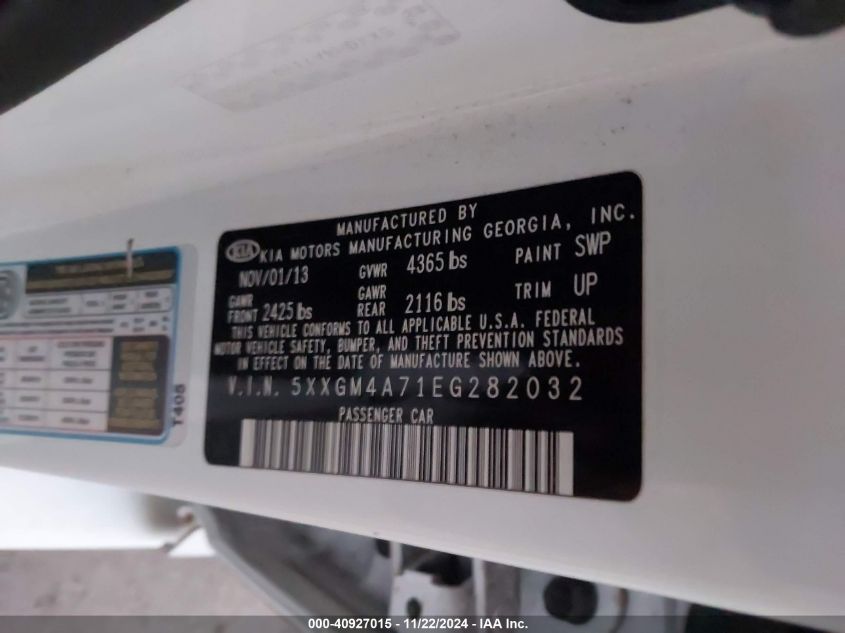 MANUFACTURED BY
KIA KIA MOTORS MANUFACTURING GEORGIA, INC.
NOV/01/13 GVWR 4365 lbs PAINT SWP
GAWR FRONT 2425 lbs GAWR REAR 2116 lbs TRIM UP
THIS VEHICLE CONFORMS TO ALL APPLICABLE U.S.A. FEDERAL
MOTOR VEHICLE SAFETY, BUMPER, AND THEFT PREVENTION STANDARDS
IN EFFECT ON THE DATE OF MANUFACTURE SHOWN ABOVE.
V.I.N. 5XXGM4A71EG282032
PASSENGER CAR
T405
000-40927015 - 11/22/2024 - IAA Inc.